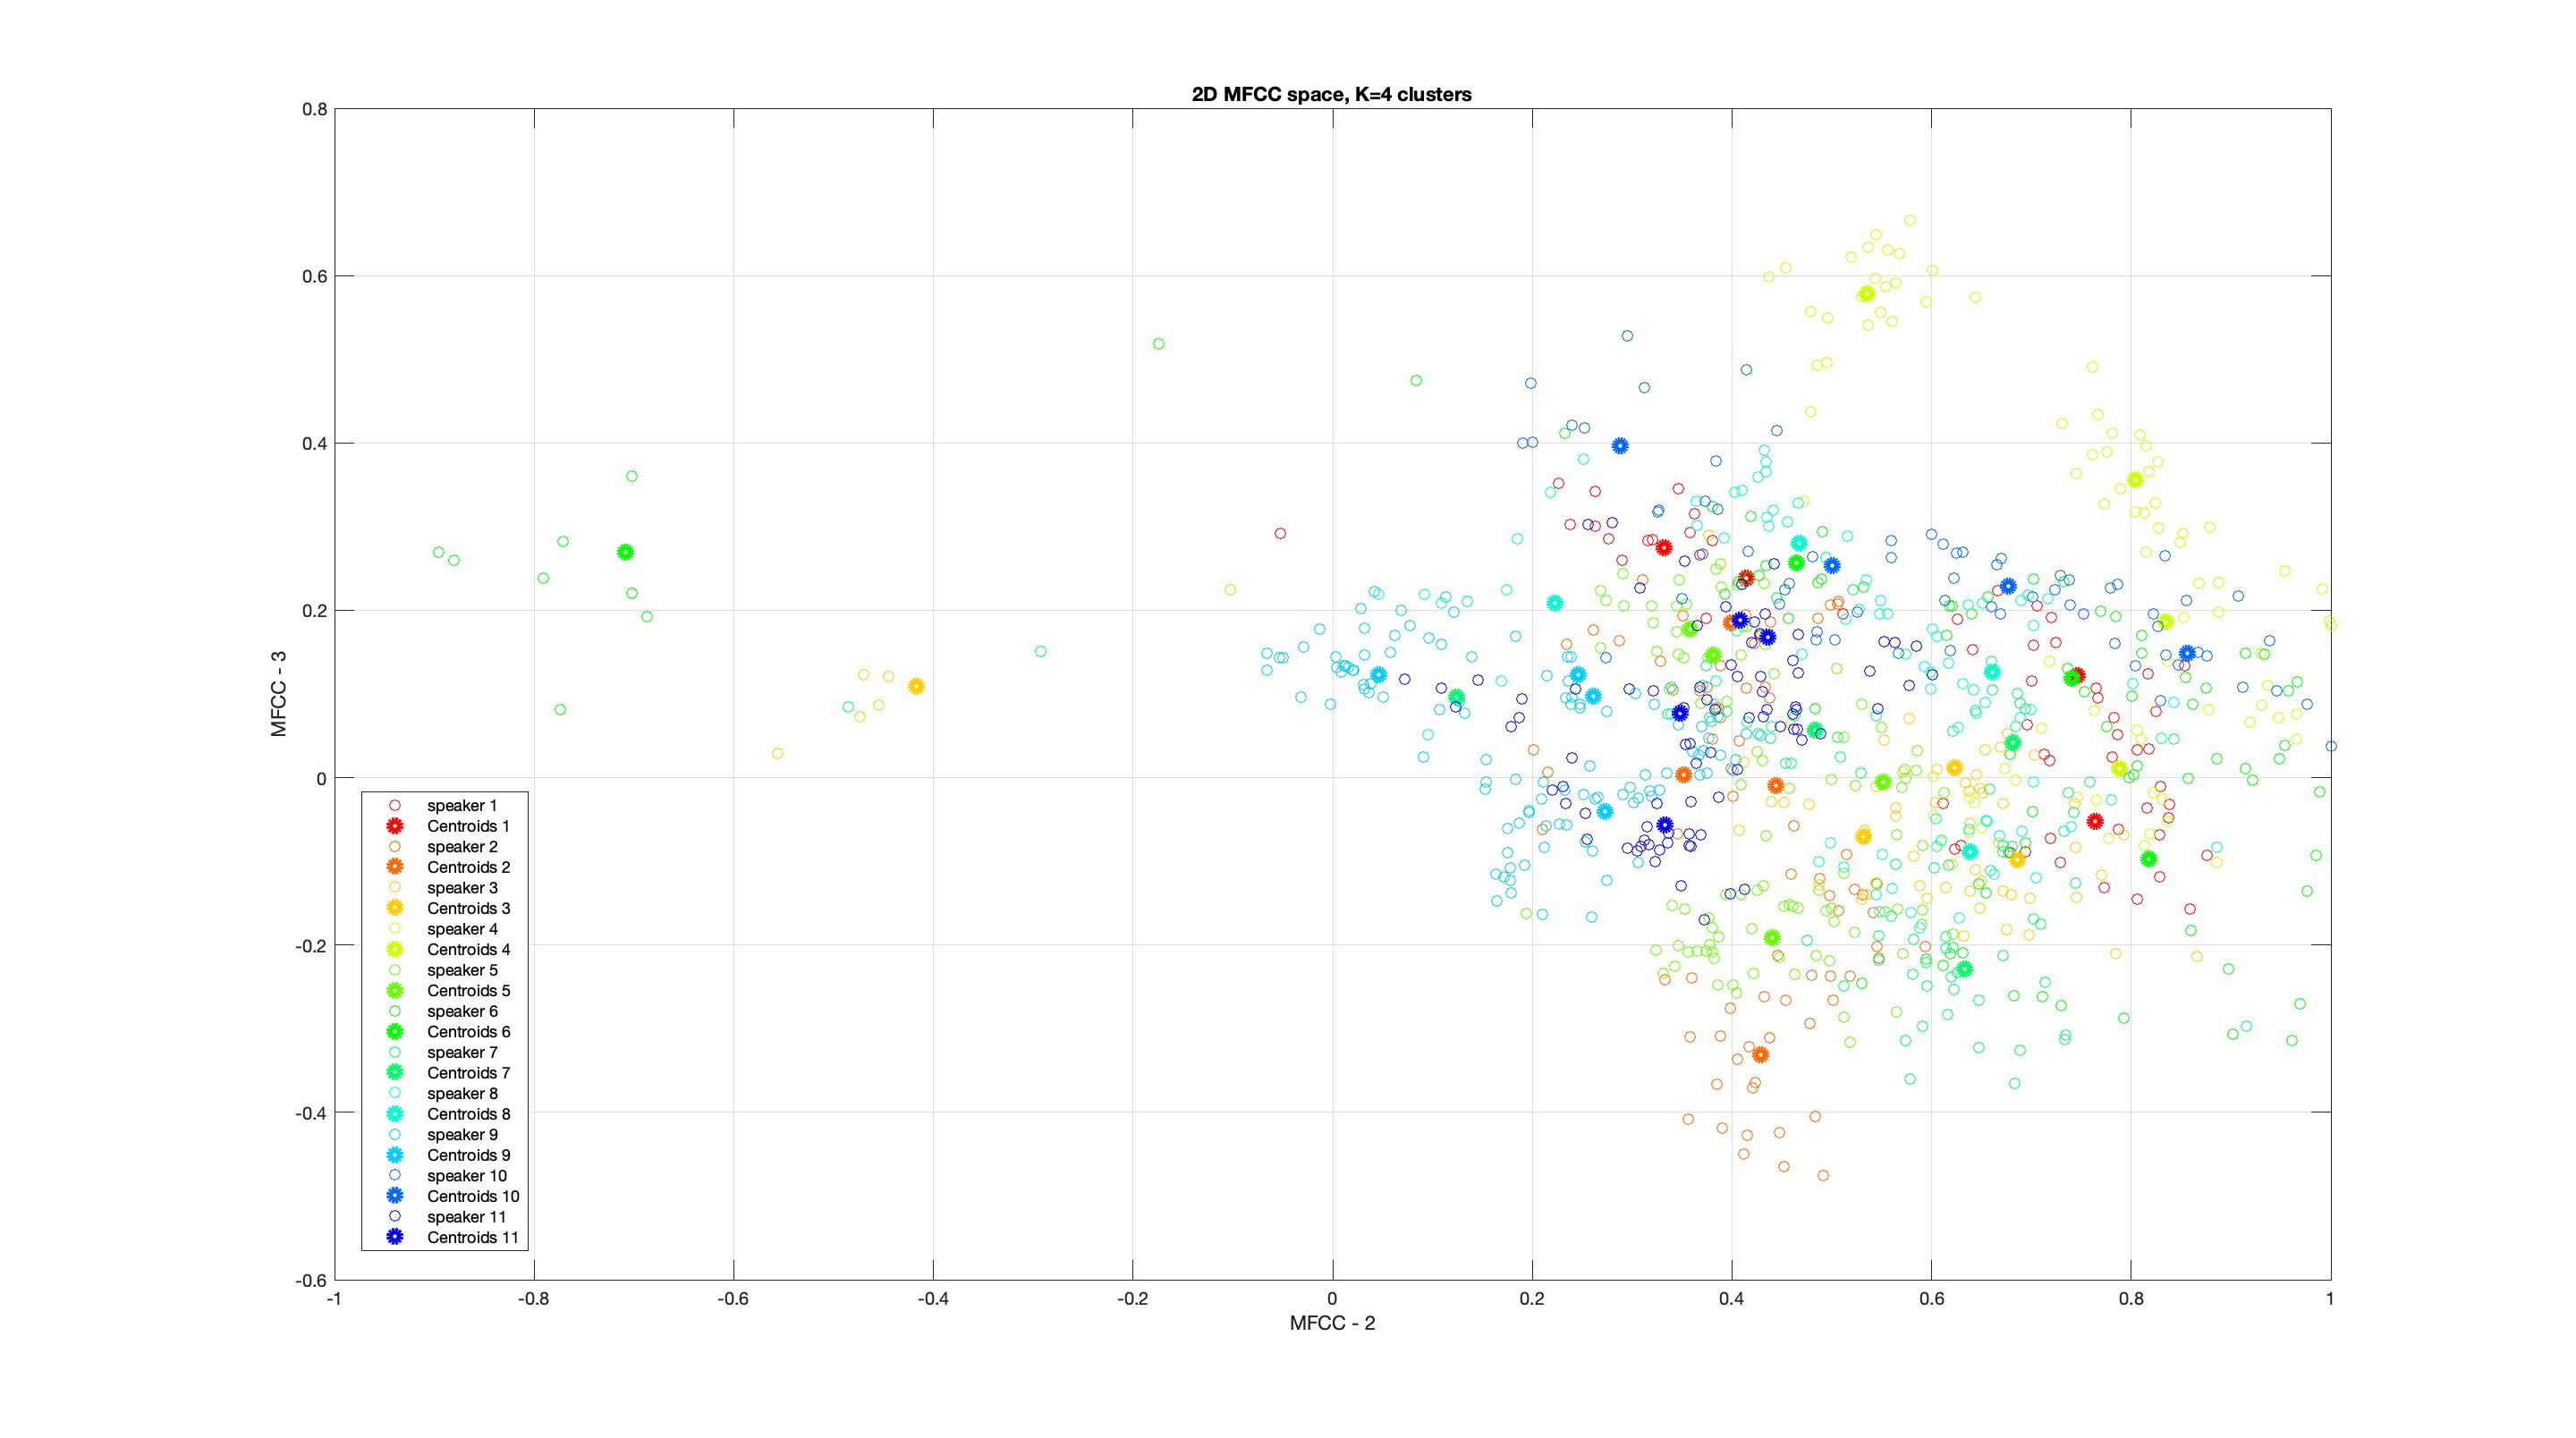 2D MFCC space, K=4 clusters
0.8
0.6
0.4
0.2
0
-0.2
-0.4
-0.6
MFCC - 3
speaker 1
Centroids 1
speaker 2
Centroids 2
speaker 3
Centroids 3
speaker 4
Centroids 4
speaker 5
Centroids 5
speaker 6
Centroids 6
speaker 7
Centroids 7
speaker 8
Centroids 8
speaker 9
Centroids 9
speaker 10
Centroids 10
speaker 11
Centroids 11
-1 -0.8 -0.6 -0.4 -0.2 0 0.2 0.4 0.6 0.8 1
MFCC - 2